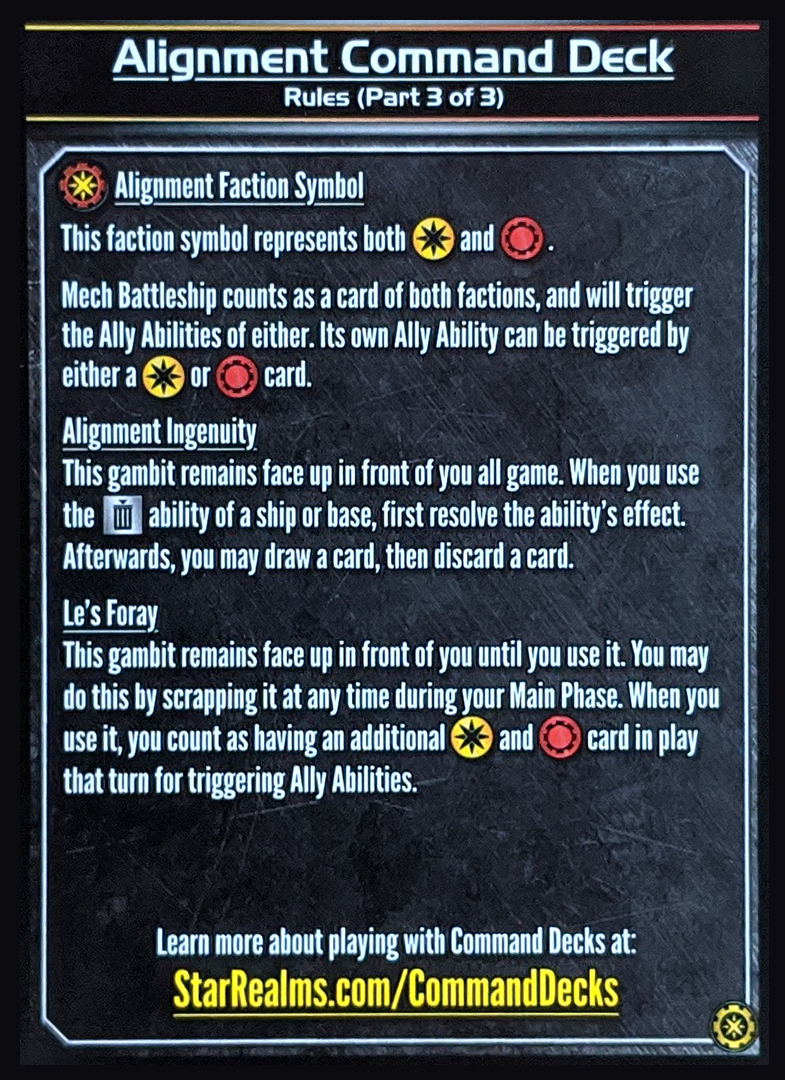 Alignment Command Deck
Rules (Part 3 of 3)
Alignment Faction Symbol
This faction symbol represents both and .
Mech Battleship counts as a card of both factions, and will trigger
the Ally Abilities of either. Its own Ally Ability can be triggered by
either a or card.
Alignment Ingenuity
This gambit remains face up in front of you all game. When you use
the ability of a ship or base, first resolve the ability's effect.
Afterwards, you may draw a card, then discard a card.
Le's Foray
This gambit remains face up in front of you until you use it. You may
do this by scrapping it at any time during your Main Phase. When you
use it, you count as having an additional and card in play
that turn for triggering Ally Abilities.
Learn more about playing with Command Decks at:
StarRealms.com/CommandDecks